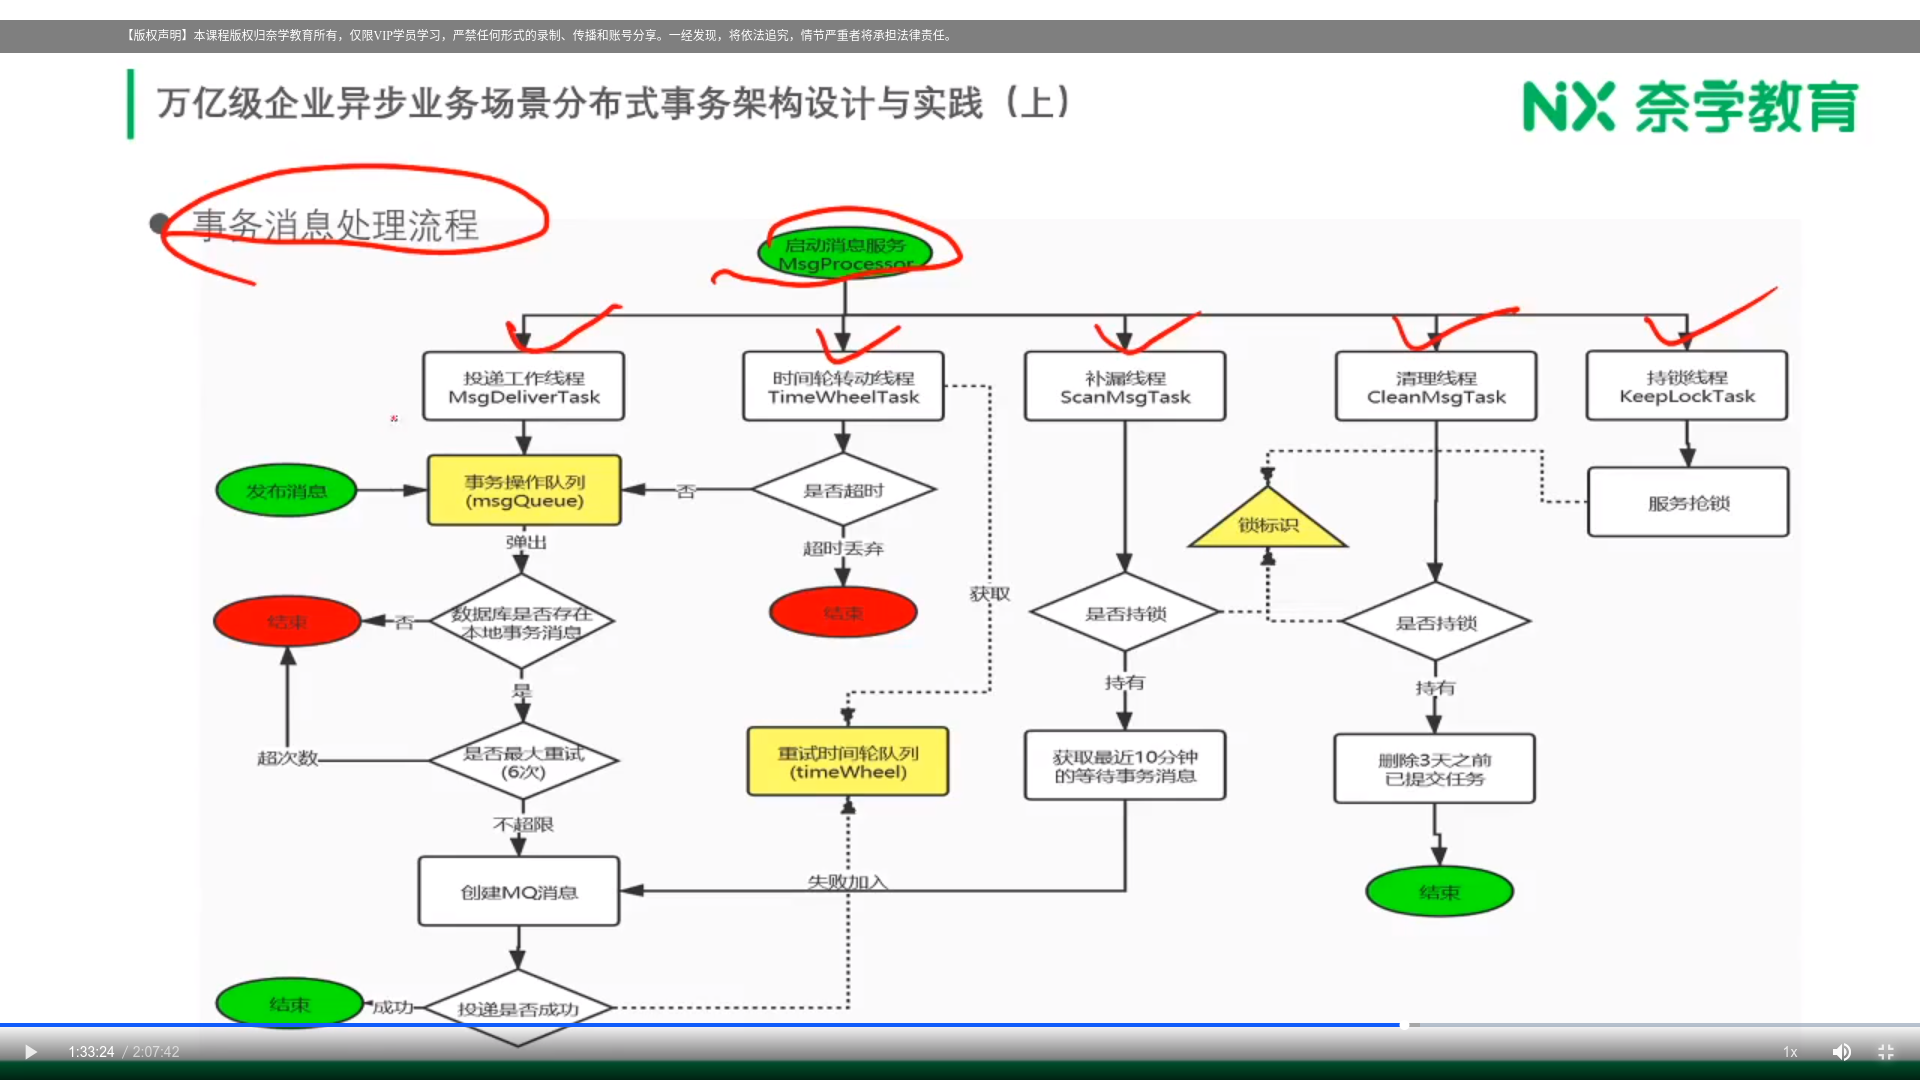 【版权声明】本课程版权归奈学教育所有，仅限VIP学员学习，严禁任何形式的录制、传播和账号分享。一经发现，将依法追究，情节严重者将承担法律责任。
万亿级企业异步业务场景分布式事务架构设计与实践（上）
NX 奈学教育
事务消息处理流程
启动消息服务
MsgProcessor
投递工作线程
MsgDeliverTask
时间轮转动线程
TimeWheelTask
补漏线程
ScanMsgTask
清理线程
CleanMsgTask
持锁线程
KeepLockTask
发布消息
事务操作队列
(msgQueue)
否
是否超时
锁标识
服务抢锁
弹出
超时丢弃
获取
结束
否
数据库是否存在
本地事务消息
结束
是否持锁
是否持锁
是
持有
持有
超次数
是否最大重试
(6次)
重试时间轮队列
(timeWheel)
获取最近10分钟
的等待事务消息
删除3天之前
已提交任务
不超限
创建MQ消息
失败加入
结束
结束
成功
投递是否成功
1:33:24 / 2:07:42
1x